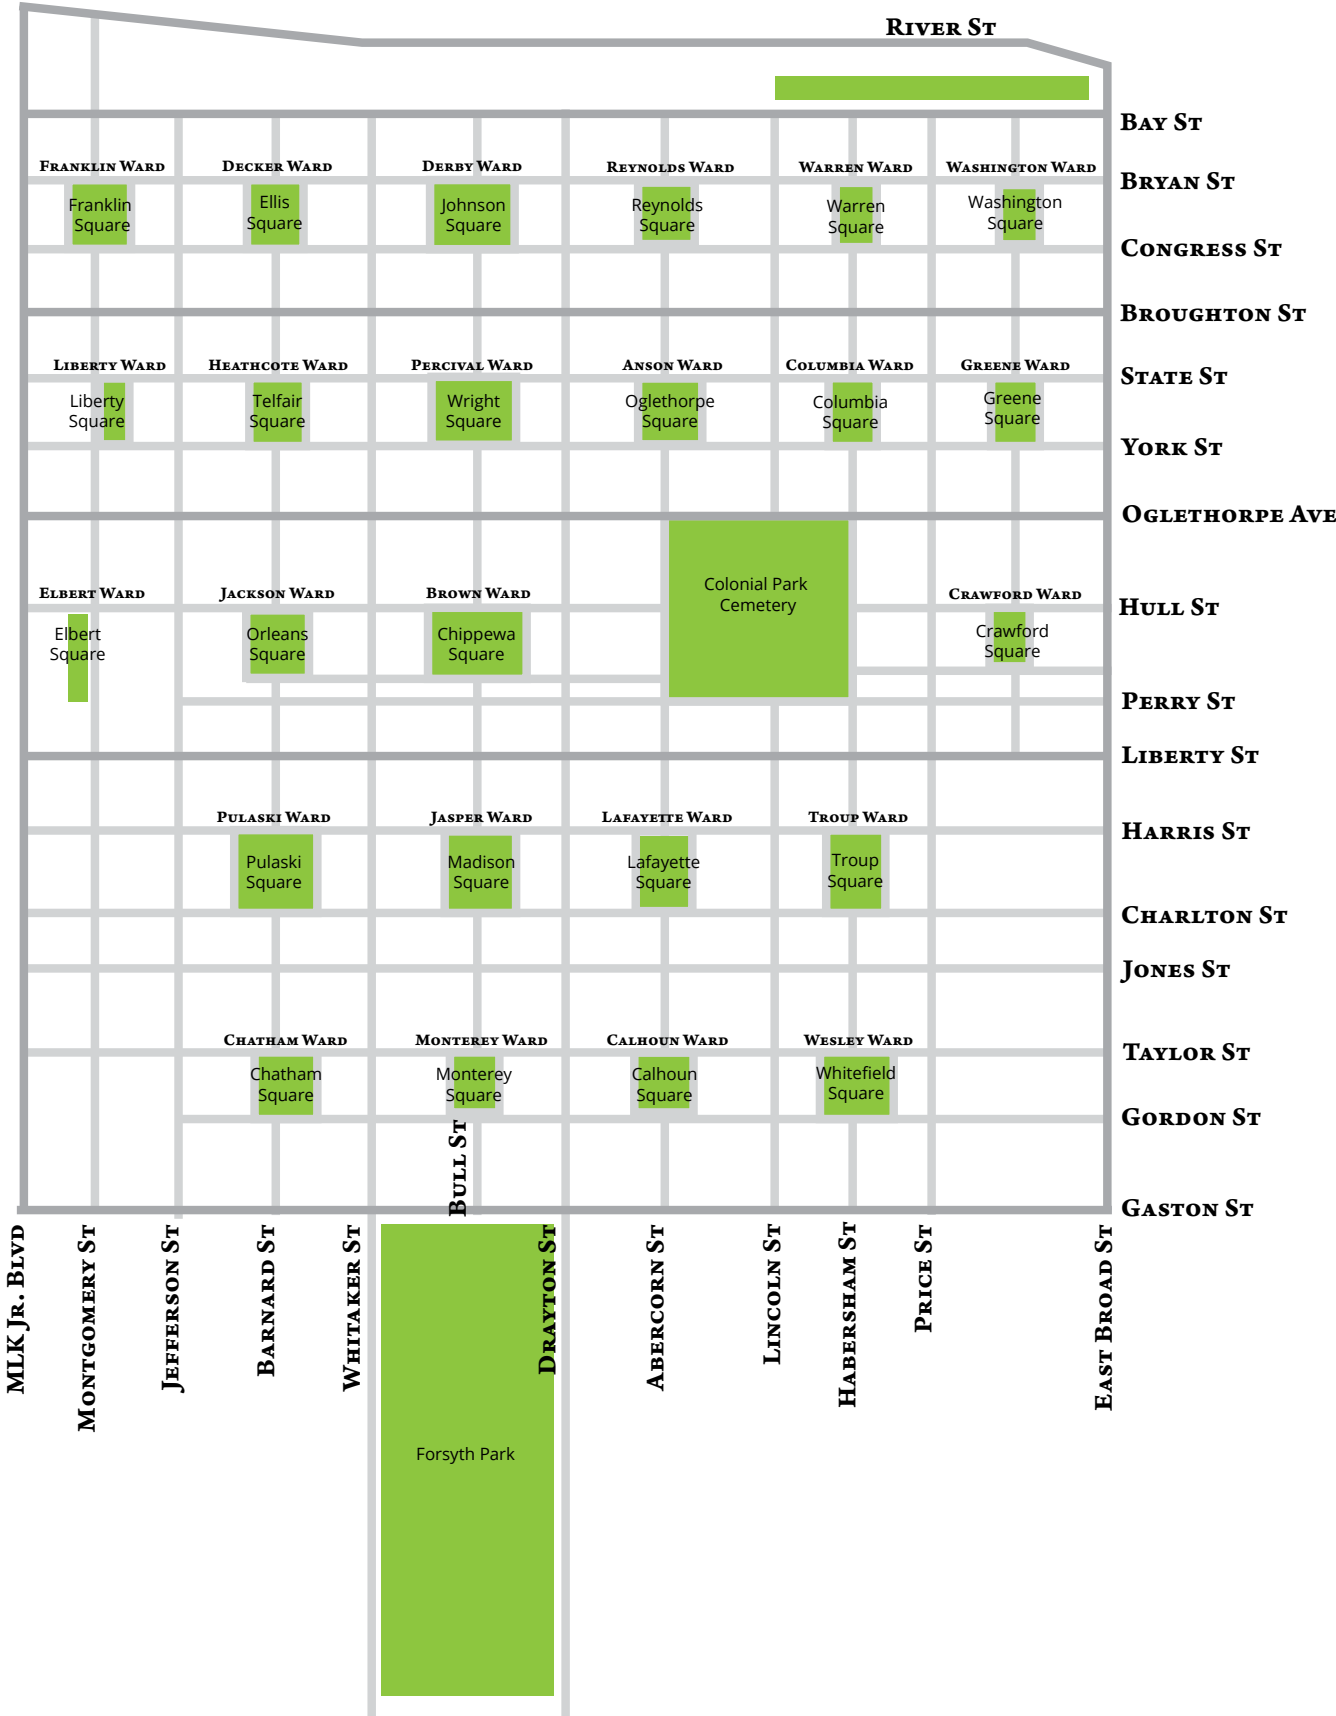 River St
Bay St
Franklin Ward
Decker Ward
Derby Ward
Reynolds Ward
Warren Ward
Washington Ward
Bryan St
Franklin
Square
Ellis
Square
Johnson
Square
Reynolds
Square
Warren
Square
Washington
Square
Congress St
Broughton St
Liberty Ward
Heathcote Ward
Percival Ward
Anson Ward
Columbia Ward
Greene Ward
State St
Liberty
Square
Telfair
Square
Wright
Square
Oglethorpe
Square
Columbia
Square
Greene
Square
York St
Oglethorpe Ave
Colonial Park
Cemetery
Elbert Ward
Jackson Ward
Brown Ward
Crawford Ward
Hull St
Elbert
Square
Orleans
Square
Chippewa
Square
Crawford
Square
Perry St
Liberty St
Pulaski Ward
Jasper Ward
Lafayette Ward
Troup Ward
Harris St
Pulaski
Square
Madison
Square
Lafayette
Square
Troup
Square
Charlton St
Jones St
Chatham Ward
Monterey Ward
Calhoun Ward
Wesley Ward
Taylor St
Chatham
Square
Monterey
Square
Calhoun
Square
Whitefield
Square
Gordon St
Bull St
Gaston St
MLK Jr. Blvd
Montgomery St
Jefferson St
Barnard St
Whitaker St
Drayton St
Abercorn St
Lincoln St
Habersham St
Price St
East Broad St
Forsyth Park